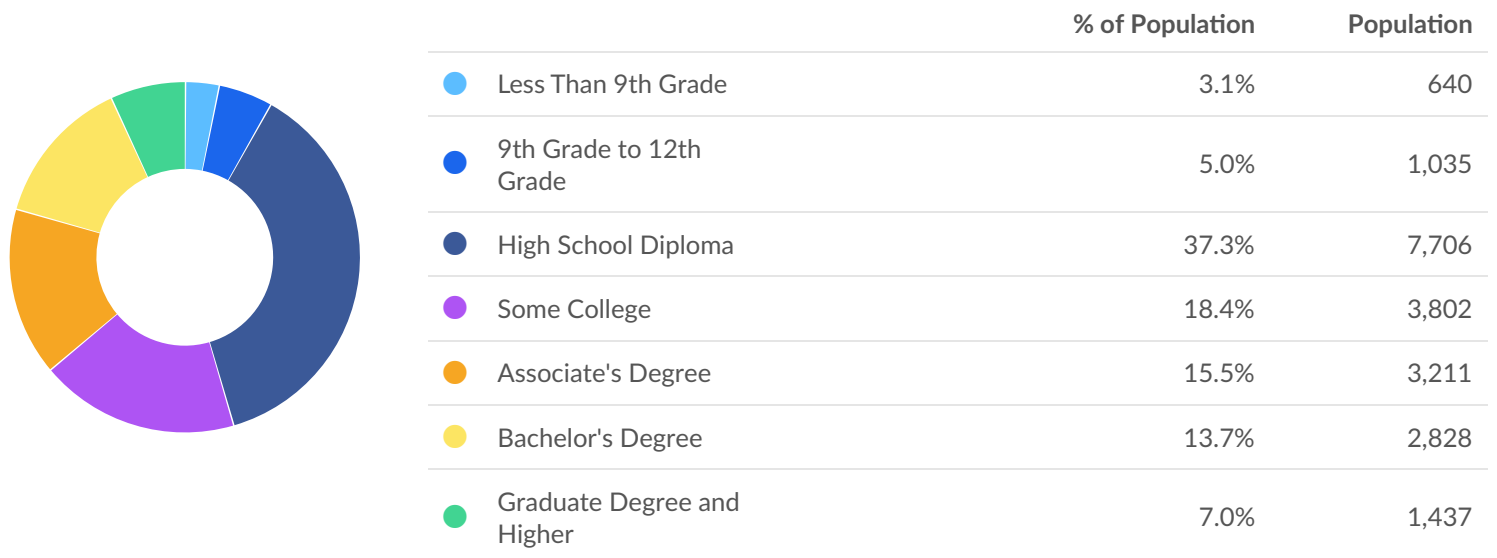 % of Population Population
Less Than 9th Grade 3.1% 640
9th Grade to 12th
Grade 5.0% 1,035
High School Diploma 37.3% 7,706
Some College 18.4% 3,802
Associate's Degree 15.5% 3,211
Bachelor's Degree 13.7% 2,828
Graduate Degree and
Higher 7.0% 1,437